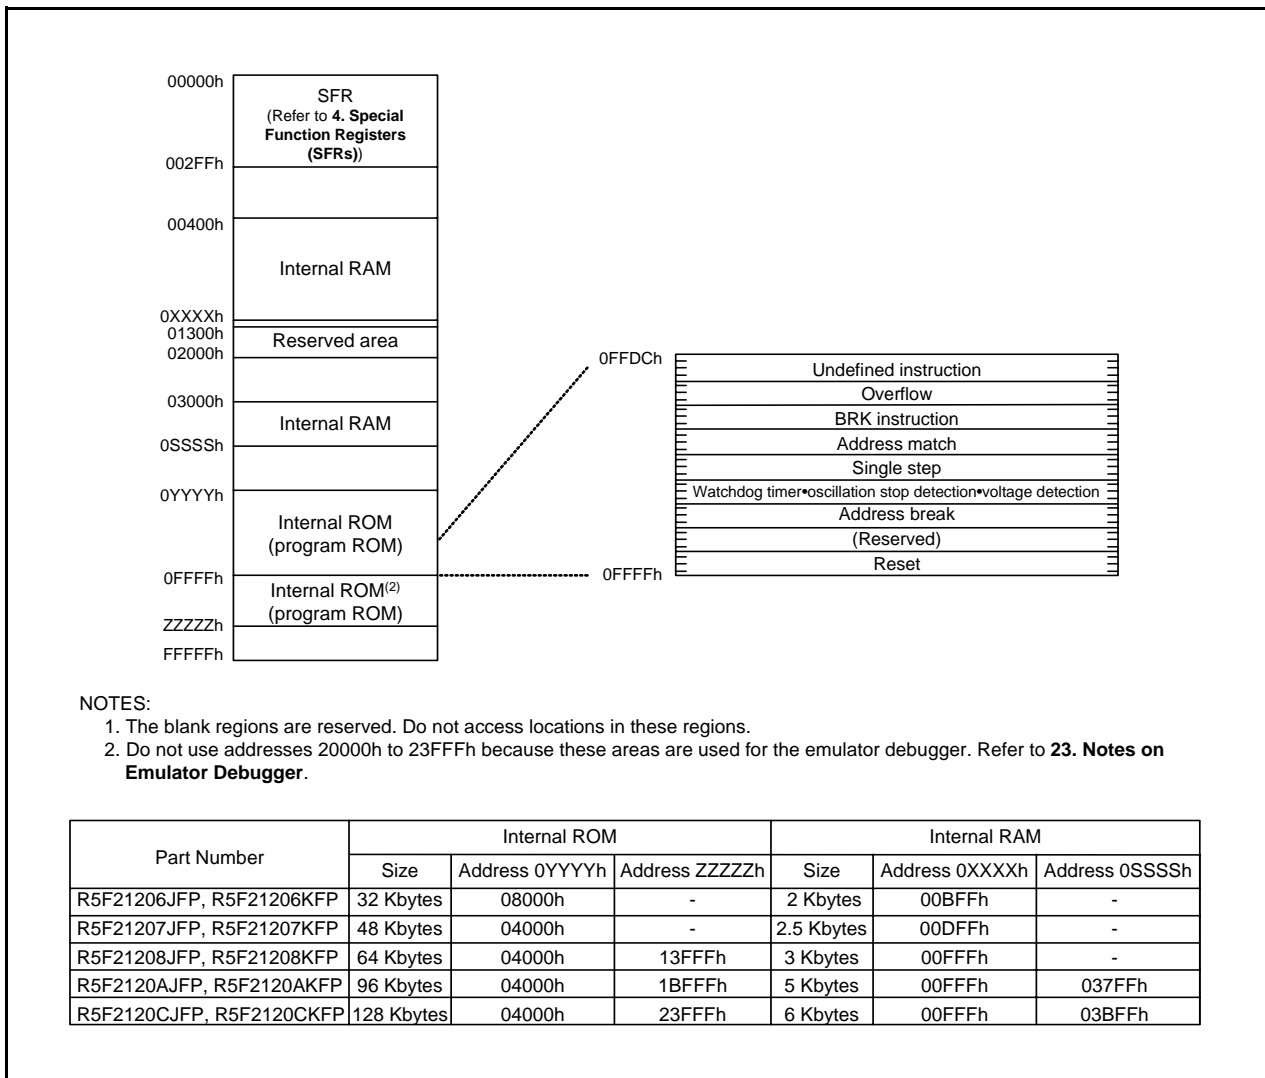 00000h
SFR
(Refer to 4. Special
Function Registers
(SFRs))
002FFh
00400h
Internal RAM
0XXXXh
01300h
Reserved area
02000h
03000h
Internal RAM
0SSSSh
0YYYYh
Internal ROM
(program ROM)
0FFFFh
Internal ROM(2)
(program ROM)
ZZZZZh
FFFFFh
0FFDCh
Undefined instruction
Overflow
BRK instruction
Address match
Single step
Watchdog timer•oscillation stop detection•voltage detection
Address break
(Reserved)
Reset
0FFFFh
NOTES:
1. The blank regions are reserved. Do not access locations in these regions.
2. Do not use addresses 20000h to 23FFFh because these areas are used for the emulator debugger. Refer to 23. Notes on
Emulator Debugger.
Part Number Internal ROM Internal RAM
Size Address 0YYYYh Address ZZZZZh Size Address 0XXXXh Address 0SSSSh
R5F21206JFP, R5F21206KFP 32 Kbytes 08000h - 2 Kbytes 00BFFh -
R5F21207JFP, R5F21207KFP 48 Kbytes 04000h - 2.5 Kbytes 00DFFh -
R5F21208JFP, R5F21208KFP 64 Kbytes 04000h 13FFFh 3 Kbytes 00FFFh -
R5F2120AJFP, R5F2120AKFP 96 Kbytes 04000h 1BFFFh 5 Kbytes 00FFFh 037FFh
R5F2120CJFP, R5F2120CKFP 128 Kbytes 04000h 23FFFh 6 Kbytes 00FFFh 03BFFh